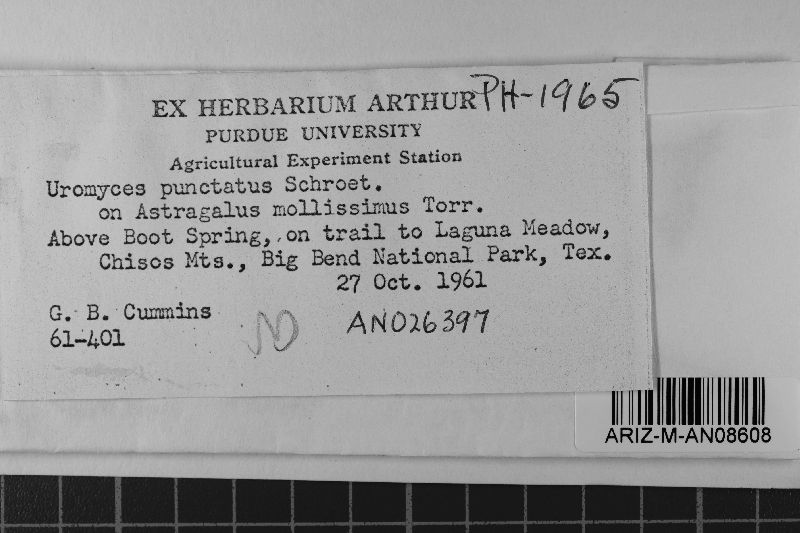 EX HERBARIUM ARTHUR PH-1965
PURDUE UNIVERSITY
Agricultural Experiment Station
Uromyces punctatus Schroet.
on Astragalus mollissimus Torr.
Above Boot Spring, on trail to Laguna Meadow,
Chisos Mts., Big Bend National Park, Tex.
27 Oct. 1961
G. B. Cummins
61-401
AN026397
ARIZ-M-AN08608